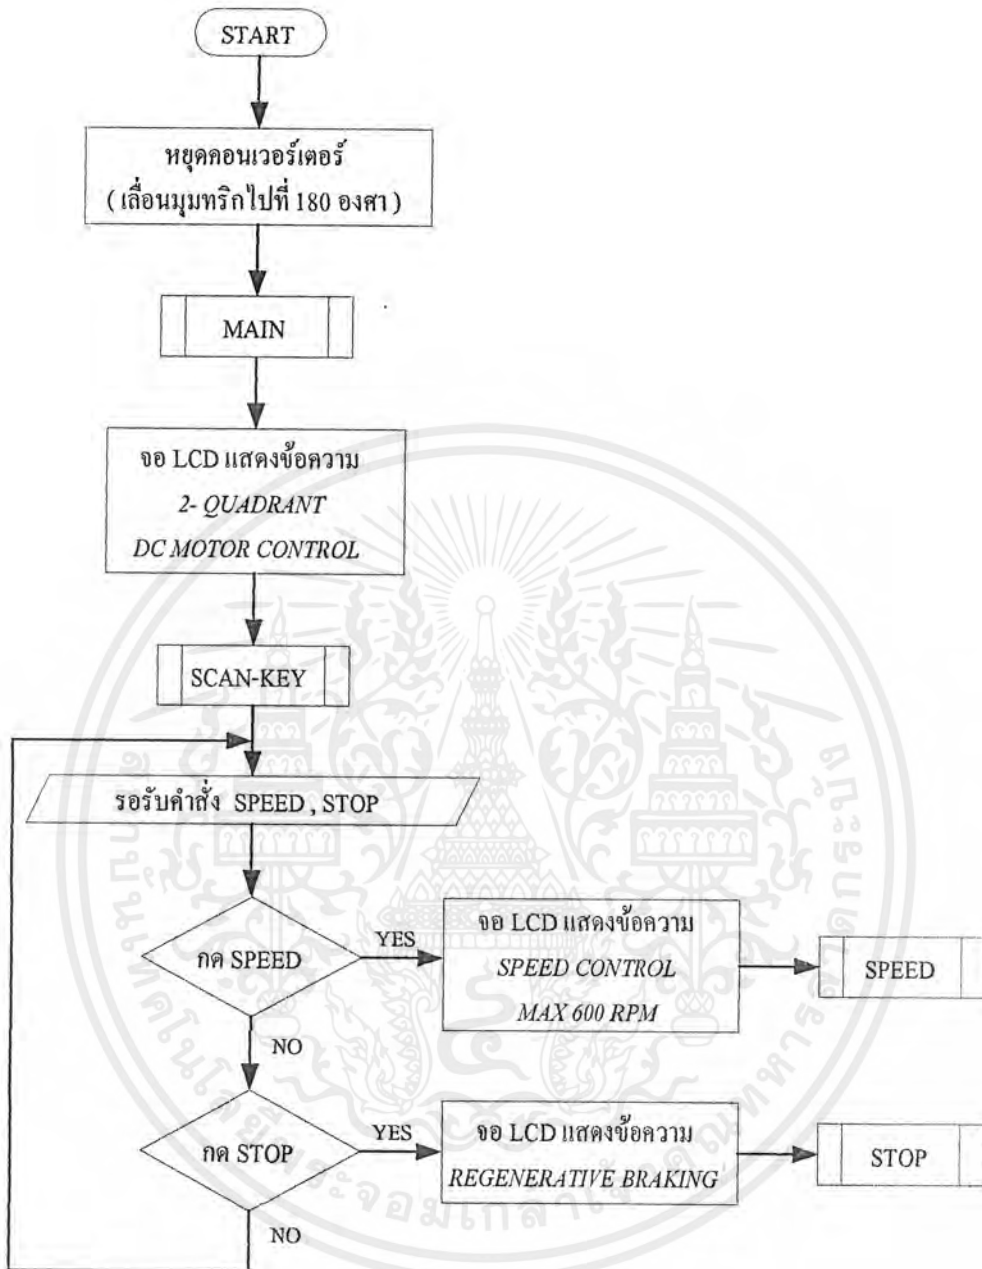 START
หยุดคอนเวอร์เตอร์
( เลื่อนมุมทริกไปที่ 180 องศา )
MAIN
จอ LCD แสดงข้อความ
2- QUADRANT
DC MOTOR CONTROL
SCAN-KEY
รอรับคำสั่ง SPEED , STOP
กด SPEED
YES
จอ LCD แสดงข้อความ
SPEED CONTROL
MAX 600 RPM
SPEED
NO
กด STOP
YES
จอ LCD แสดงข้อความ
REGENERATIVE BRAKING
STOP
NO